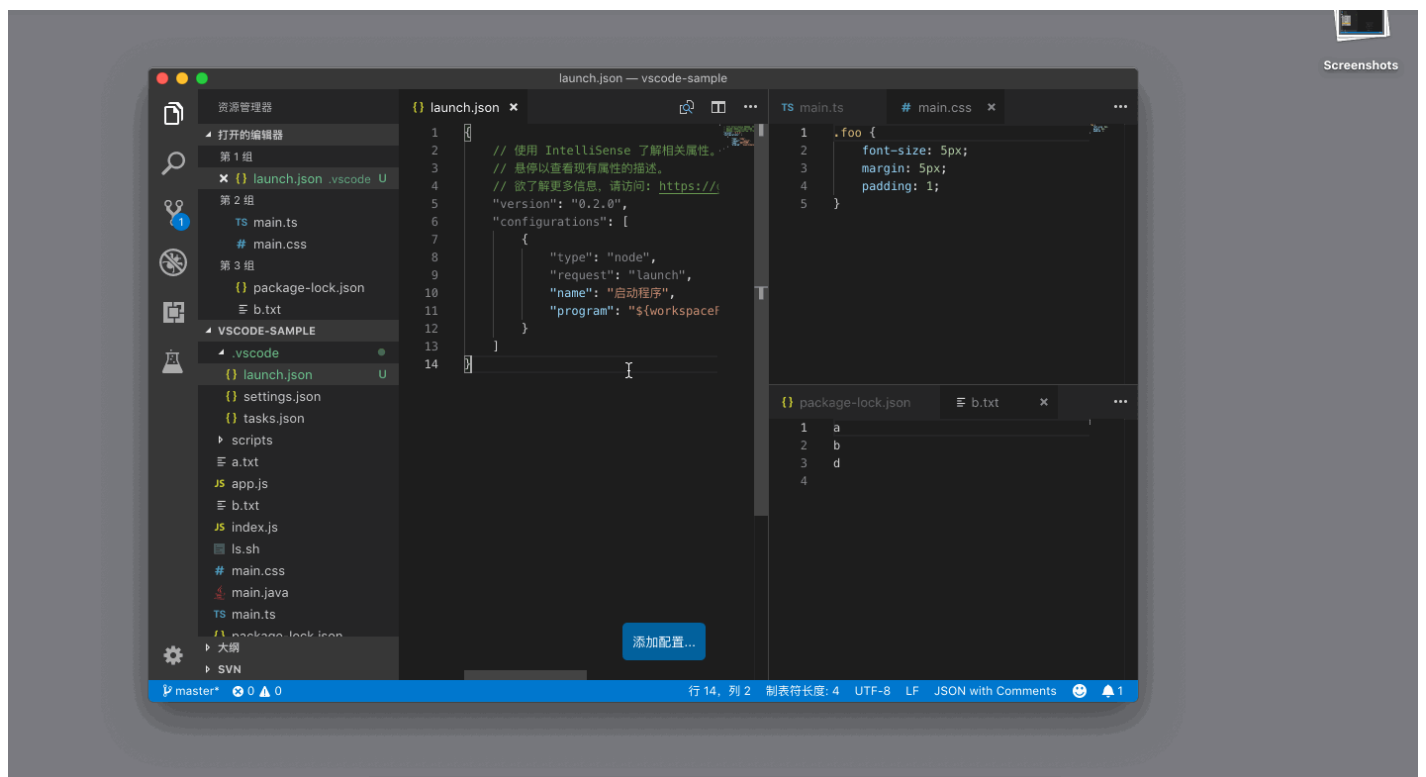 Screenshots
launch.json — vscode-sample
资源管理器
打开的编辑器
第 1 组
{} launch.json .vscode U
第 2 组
TS main.ts
# main.css
第 3 组
{} package-lock.json
b.txt
VSCODE-SAMPLE
.vscode
{} launch.json U
{} settings.json
{} tasks.json
scripts
a.txt
JS app.js
b.txt
JS index.js
ls.sh
# main.css
main.java
TS main.ts
{} package-lock.json
大纲
SVN
1
{} launch.json
1 {
2 // 使用 IntelliSense 了解相关属性。
3 // 悬停以查看现有属性的描述。
4 // 欲了解更多信息，请访问: https://
5 "version": "0.2.0",
6 "configurations": [
7 {
8 "type": "node",
9 "request": "launch",
10 "name": "启动程序",
11 "program": "${workspaceF
12 }
13 ]
14 }
添加配置...
TS main.ts # main.css
1 .foo {
2 font-size: 5px;
3 margin: 5px;
4 padding: 1;
5 }
{} package-lock.json b.txt
1 a
2 b
3 d
4
master* 0 0 行 14，列 2 制表符长度: 4 UTF-8 LF JSON with Comments 1